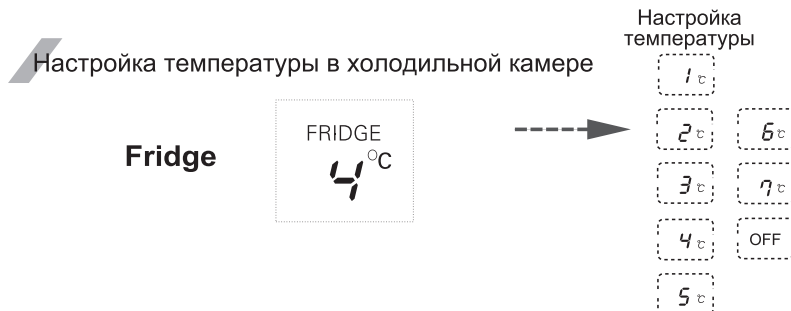 Настройка
температуры
Настройка температуры в холодильной камере
Fridge
FRIDGE
4°C
1°C
2°C
3°C
4°C
5°C
6°C
7°C
OFF